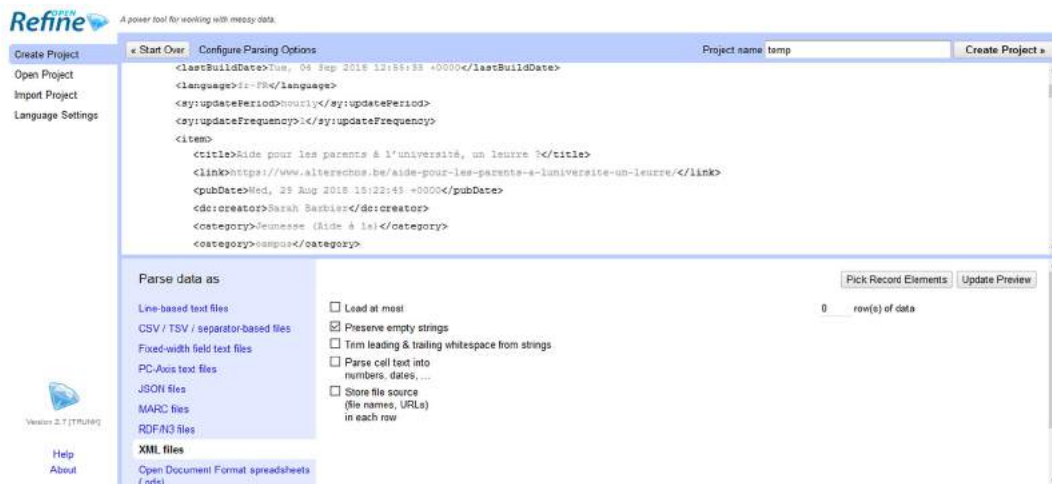 OPEN
Refine
A power tool for working with messy data.
Create Project
Open Project
Import Project
Language Settings
« Start Over Configure Parsing Options Project name temp Create Project »
<lastBuildDate>Tue, 04 Sep 2018 12:55:33 +0000</lastBuildDate>
<language>fr-FR</language>
<sy:updatePeriod>hourly</sy:updatePeriod>
<sy:updateFrequency>1</sy:updateFrequency>
<item>
<title>Aide pour les parents à l'université, un leurre ?</title>
<link>https://www.alterechos.be/aide-pour-les-parents-a-luniversite-un-leurre/</link>
<pubDate>Wed, 29 Aug 2018 15:22:45 +0000</pubDate>
<dc:creator>Sarah Barbier</dc:creator>
<category>Jeunesse (Aide à la)</category>
<category>campus</category>
Parse data as
Pick Record Elements Update Preview
Line-based text files
CSV / TSV / separator-based files
Fixed-width field text files
PC-Axis text files
JSON files
MARC files
RDF/N3 files
XML files
Open Document Format spreadsheets
(.ods)
Load at most 0 row(s) of data
Preserve empty strings
Trim leading & trailing whitespace from strings
Parse cell text into
numbers, dates, ...
Store file source
(file names, URLs)
in each row
Version 2.7 [TRUNK]
Help
About